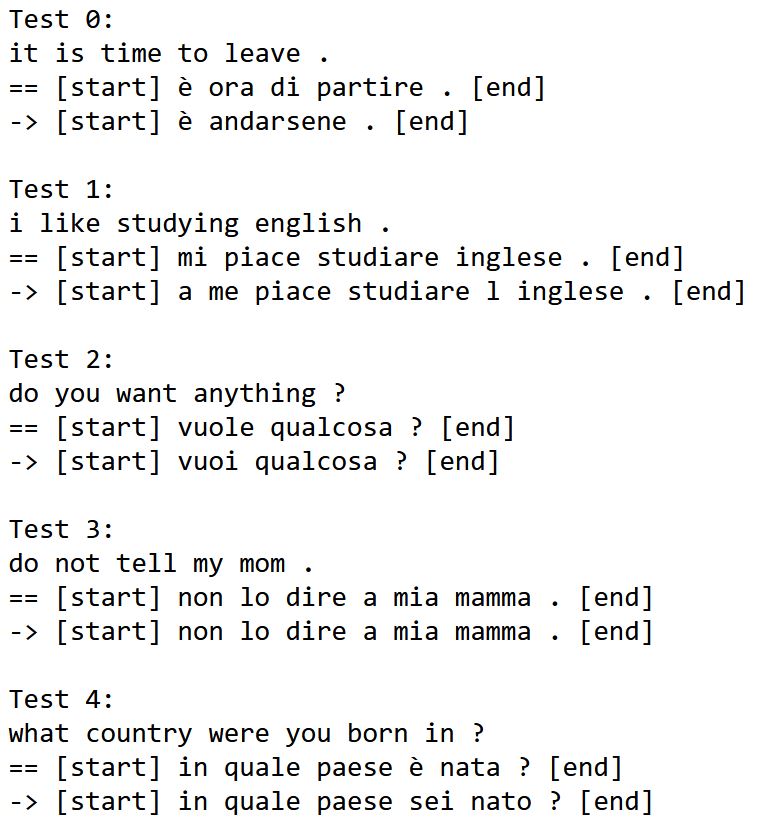 Test 0:
it is time to leave .
== [start] è ora di partire . [end]
-> [start] è andarsene . [end]
Test 1:
i like studying english .
== [start] mi piace studiare inglese . [end]
-> [start] a me piace studiare l inglese . [end]
Test 2:
do you want anything ?
== [start] vuole qualcosa ? [end]
-> [start] vuoi qualcosa ? [end]
Test 3:
do not tell my mom .
== [start] non lo dire a mia mamma . [end]
-> [start] non lo dire a mia mamma . [end]
Test 4:
what country were you born in ?
== [start] in quale paese è nata ? [end]
-> [start] in quale paese sei nato ? [end]